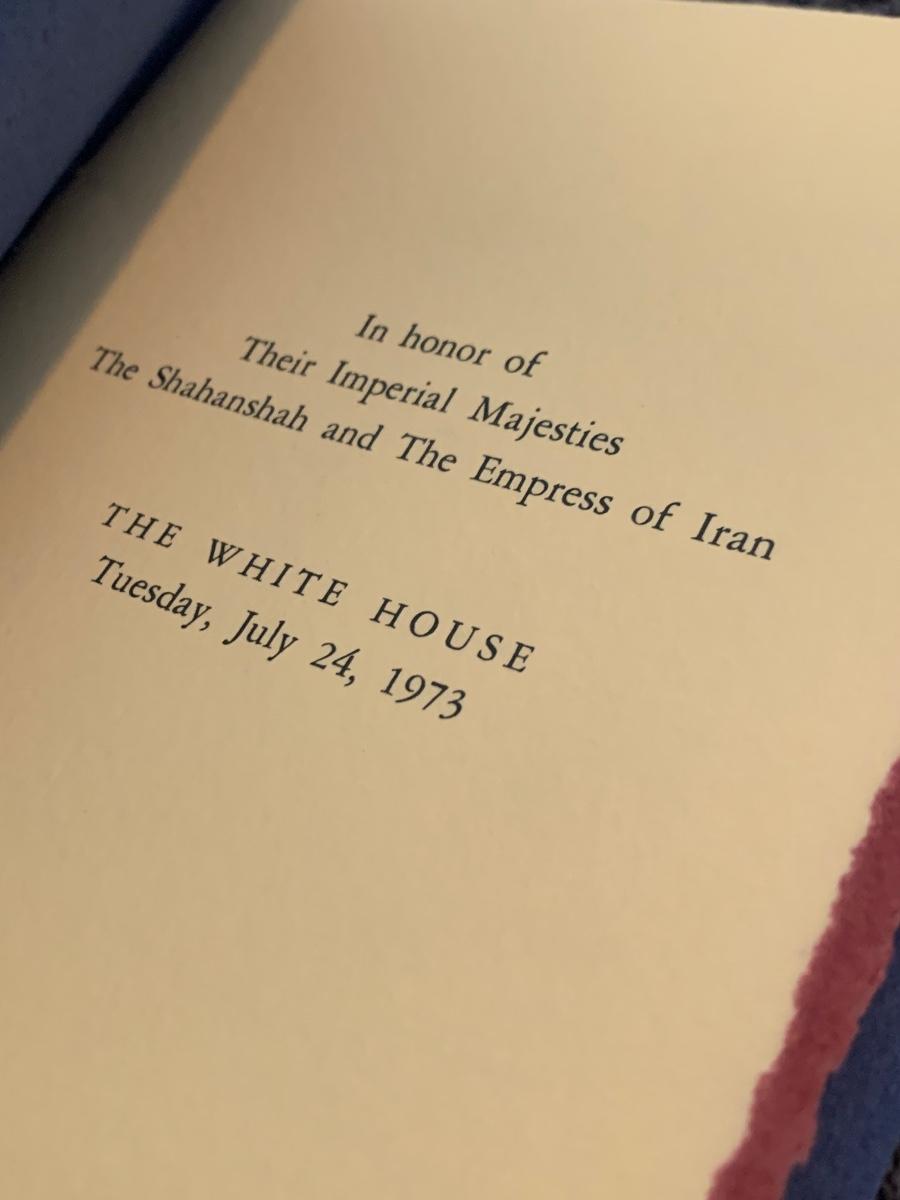 In honor of
Their Imperial Majesties
The Shahanshah and The Empress of Iran
THE WHITE HOUSE
Tuesday, July 24, 1973